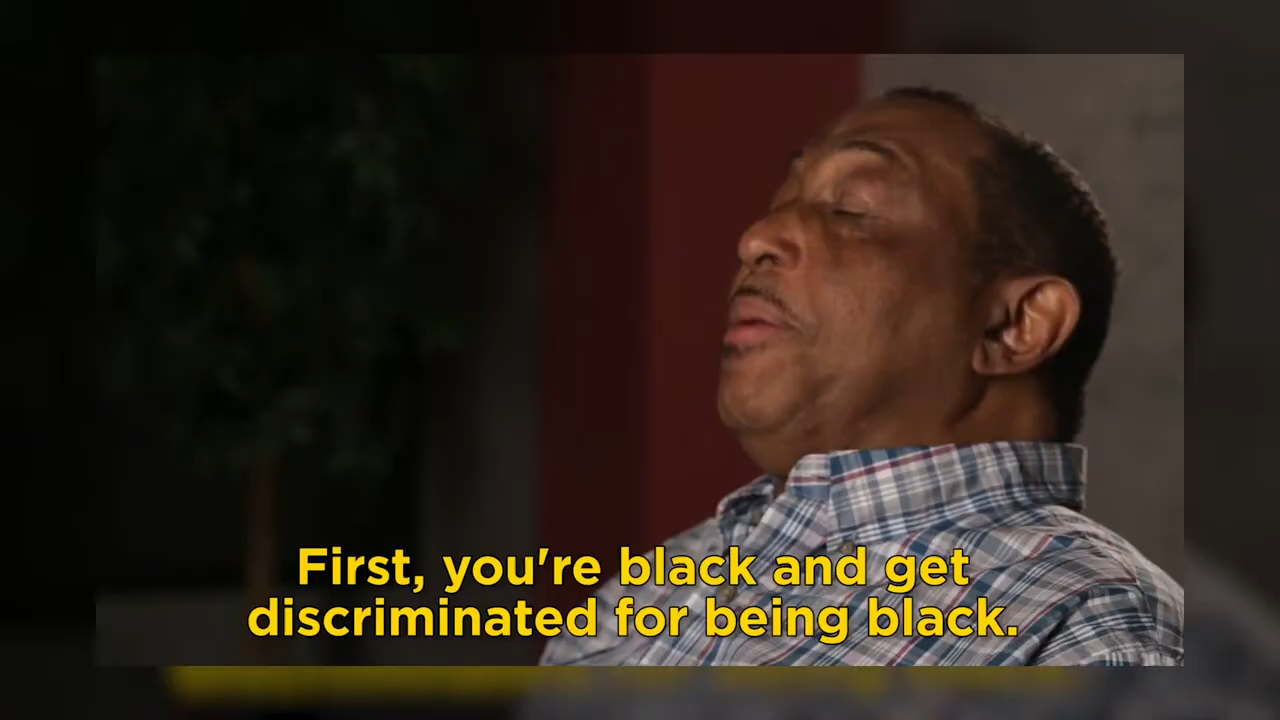 First, you're black and get
discriminated for being black.